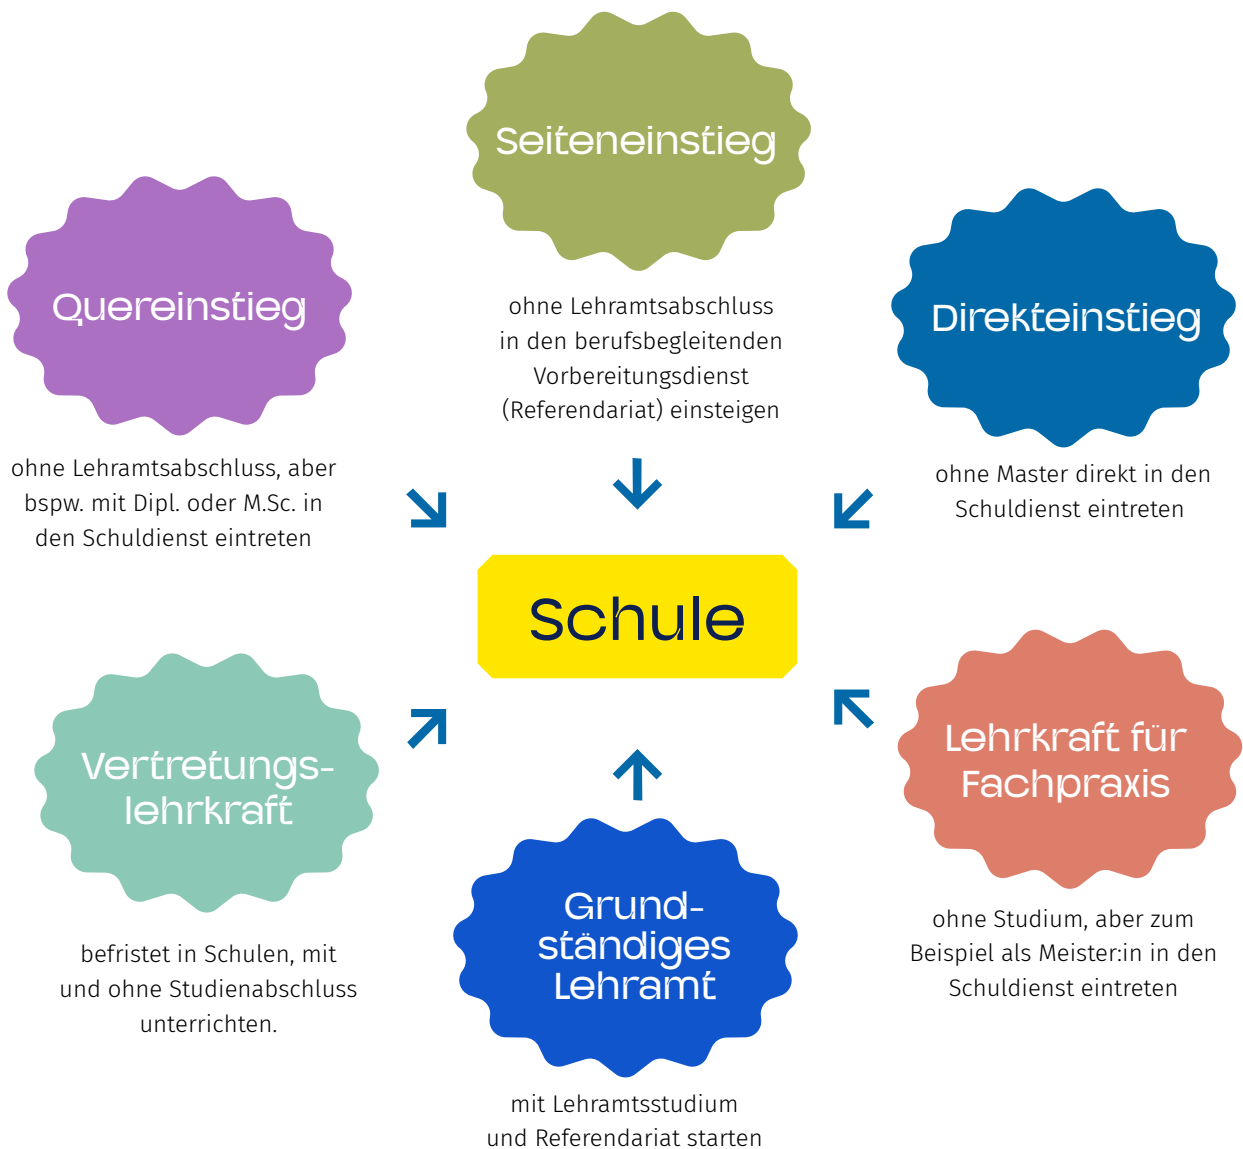 Seiteneinstieg
ohne Lehramtsabschluss
in den berufsbegleitenden
Vorbereitungsdienst
(Referendariat) einsteigen
Quereinstieg
ohne Lehramtsabschluss, aber
bspw. mit Dipl. oder M.Sc. in
den Schuldienst eintreten
Direkteinstieg
ohne Master direkt in den
Schuldienst eintreten
Schule
Vertretungs-
lehrkraft
befristet in Schulen, mit
und ohne Studienabschluss
unterrichten.
Lehrkraft für
Fachpraxis
ohne Studium, aber zum
Beispiel als Meister:in in den
Schuldienst eintreten
Grund-
ständiges
Lehramt
mit Lehramtsstudium
und Referendariat starten